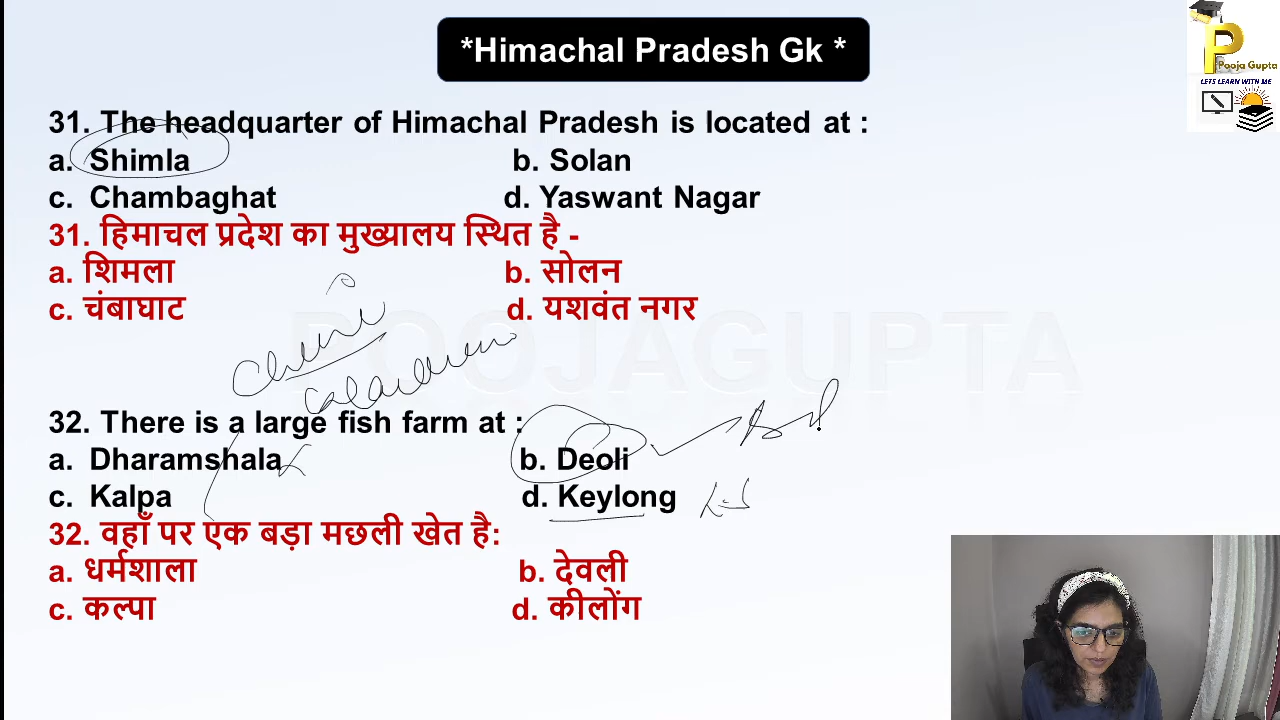 *Himachal Pradesh Gk *
Pooja Gupta
LETS LEARN WITH ME
31. The headquarter of Himachal Pradesh is located at :
a. Shimla b. Solan
c. Chambaghat d. Yaswant Nagar
31. हिमाचल प्रदेश का मुख्यालय स्थित है -
a. शिमला b. सोलन
c. चंबाघाट d. यशवंत नगर
POOJAGUPTA
32. There is a large fish farm at :
a. Dharamshala b. Deoli
c. Kalpa d. Keylong
L-S
32. वहाँ पर एक बड़ा मछली खेत है:
a. धर्मशाला b. देवली
c. कल्पा d. कीलोंग